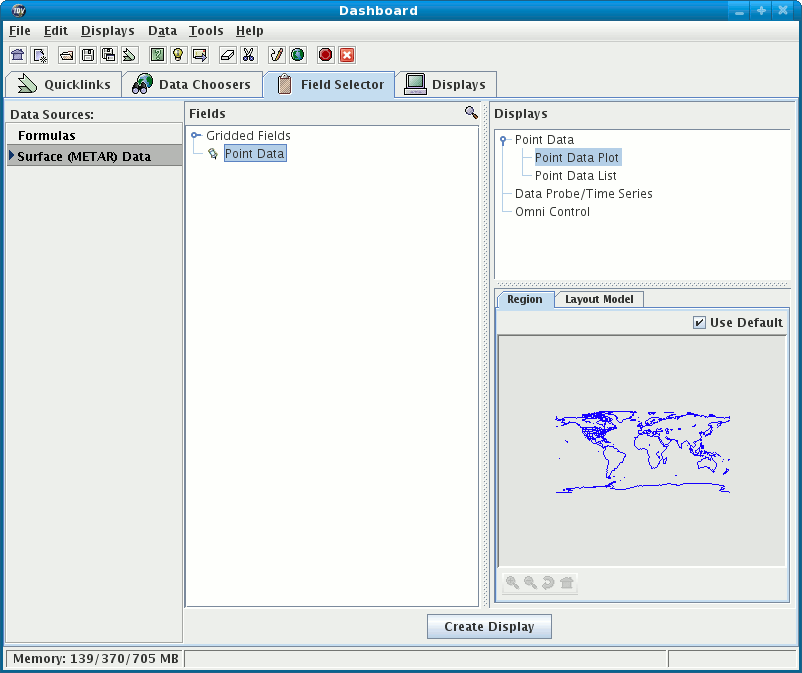 IDV Dashboard
File Edit Displays Data Tools Help
Quicklinks Data Choosers Field Selector Displays
Data Sources:
Formulas
Surface (METAR) Data
Fields
Gridded Fields
Point Data
Displays
Point Data
Point Data Plot
Point Data List
Data Probe/Time Series
Omni Control
Region Layout Model
Use Default
Create Display
Memory: 139/370/705 MB